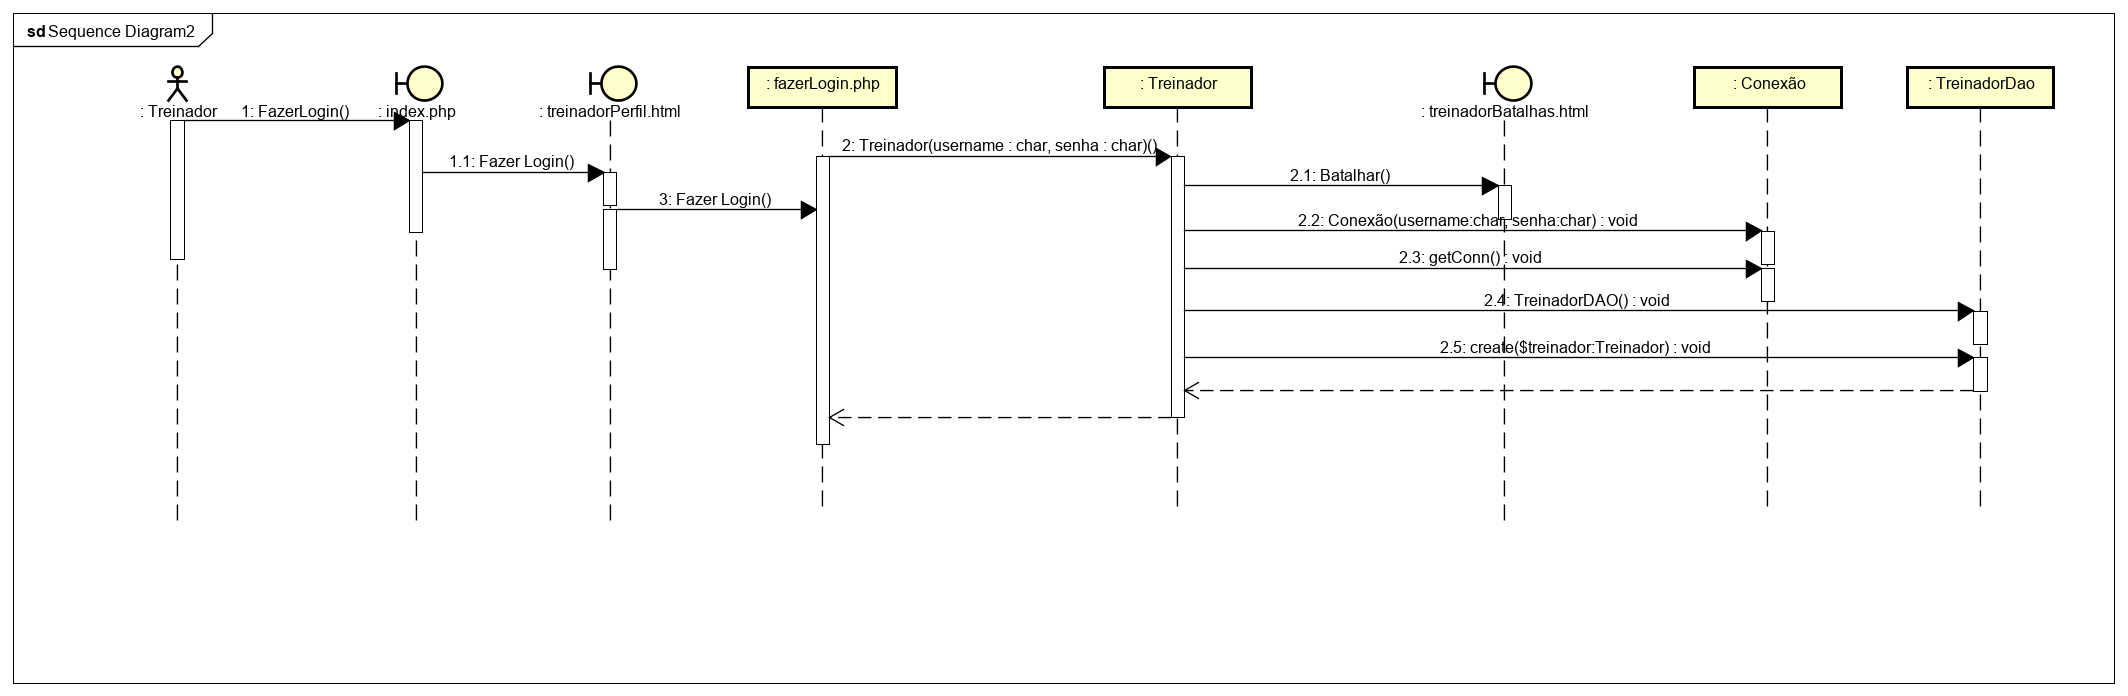 sd Sequence Diagram2
: Treinador
: index.php
: treinadorPerfil.html
: fazerLogin.php
: Treinador
: treinadorBatalhas.html
: Conexão
: TreinadorDao
1: FazerLogin()
2: Treinador(username : char, senha : char)()
1.1: Fazer Login()
2.1: Batalhar()
3: Fazer Login()
2.2: Conexão(username:char, senha:char) : void
2.3: getConn() : void
2.4: TreinadorDAO() : void
2.5: create($treinador:Treinador) : void